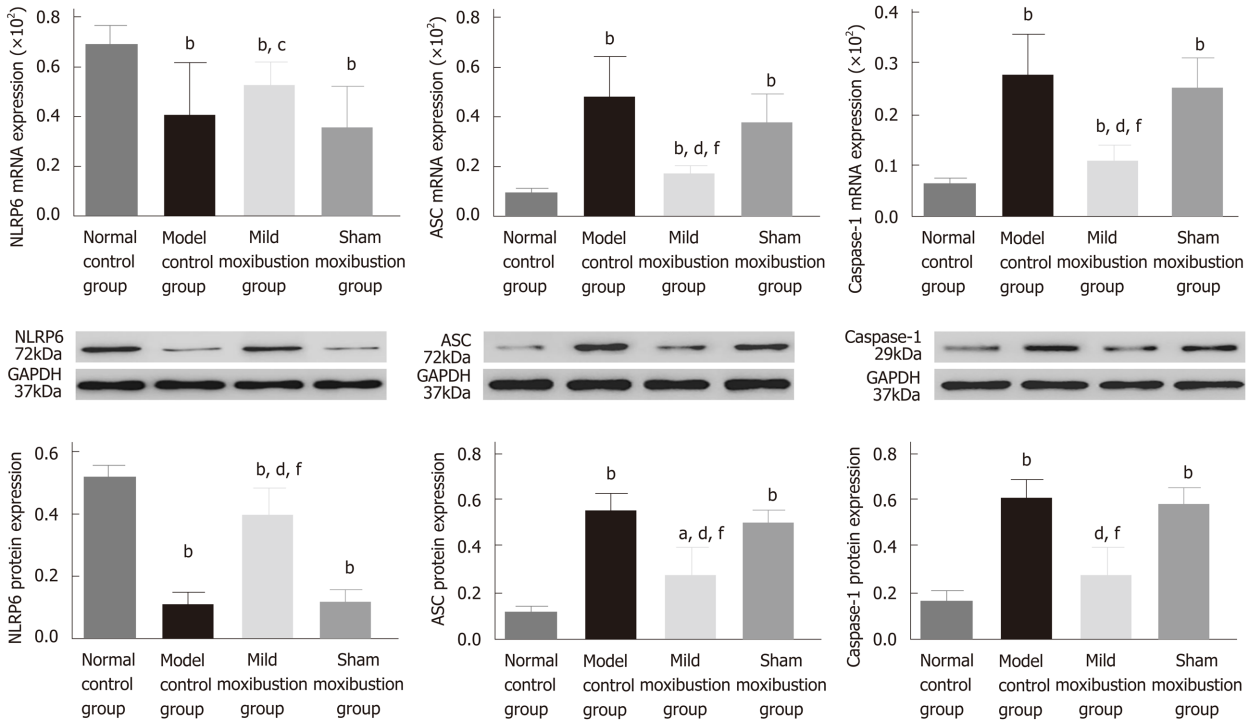 NLRP6 mRNA expression (×10²)
0.8
0.6
0.4
0.2
0.0
b
b, c
b
Normal control group
Model control group
Mild moxibustion group
Sham moxibustion group
ASC mRNA expression (×10²)
0.8
0.6
0.4
0.2
0.0
b
b, d, f
b
Normal control group
Model control group
Mild moxibustion group
Sham moxibustion group
Caspase-1 mRNA expression (×10²)
0.4
0.3
0.2
0.1
0.0
b
b, d, f
b
Normal control group
Model control group
Mild moxibustion group
Sham moxibustion group
NLRP6
72kDa
GAPDH
37kDa
ASC
72kDa
GAPDH
37kDa
Caspase-1
29kDa
GAPDH
37kDa
NLRP6 protein expression
0.6
0.4
0.2
0.0
b
b, d, f
b
Normal control group
Model control group
Mild moxibustion group
Sham moxibustion group
ASC protein expression
0.8
0.6
0.4
0.2
0.0
b
a, d, f
b
Normal control group
Model control group
Mild moxibustion group
Sham moxibustion group
Caspase-1 protein expression
0.8
0.6
0.4
0.2
0.0
b
d, f
b
Normal control group
Model control group
Mild moxibustion group
Sham moxibustion group